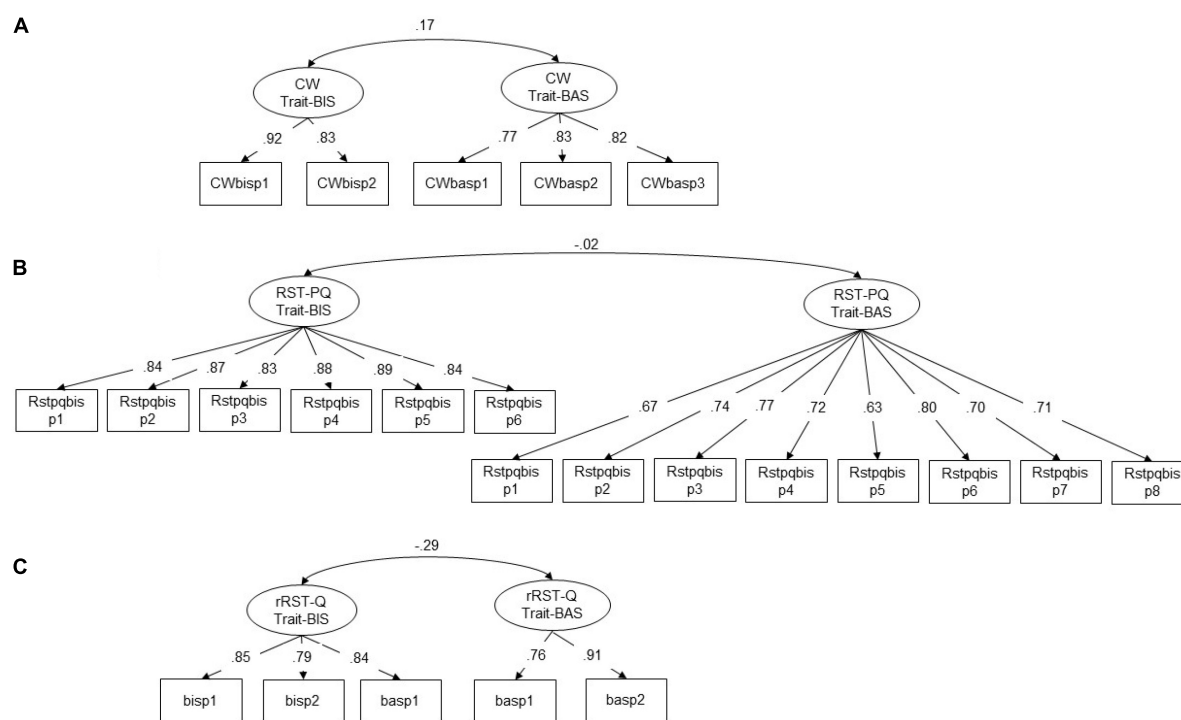 A
.17
CW
Trait-BIS
CW
Trait-BAS
.92
.83
.77
.83
.82
CWbisp1
CWbisp2
CWbasp1
CWbasp2
CWbasp3
-.02
B
RST-PQ
Trait-BIS
RST-PQ
Trait-BAS
.84
.87
.83
.88
.89
.84
Rstpqbis
p1
Rstpqbis
p2
Rstpqbis
p3
Rstpqbis
p4
Rstpqbis
p5
Rstpqbis
p6
.67
.74
.77
.72
.63
.80
.70
.71
Rstpqbis
p1
Rstpqbis
p2
Rstpqbis
p3
Rstpqbis
p4
Rstpqbis
p5
Rstpqbis
p6
Rstpqbis
p7
Rstpqbis
p8
-.29
C
rRST-Q
Trait-BIS
rRST-Q
Trait-BAS
.85
.79
.84
.76
.91
bisp1
bisp2
basp1
basp1
basp2